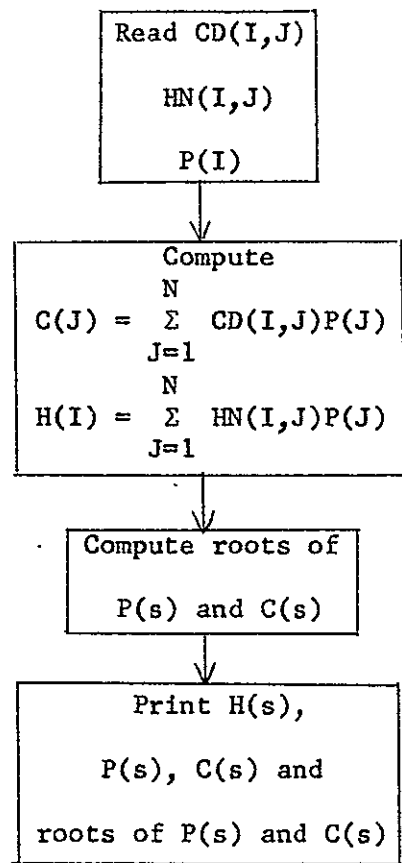 Read CD(I,J)
HN(I,J)
P(I)
Compute
N
C(J) = Σ CD(I,J)P(J)
J=1
N
H(I) = Σ HN(I,J)P(J)
J=1
Compute roots of
P(s) and C(s)
Print H(s),
P(s), C(s) and
roots of P(s) and C(s)